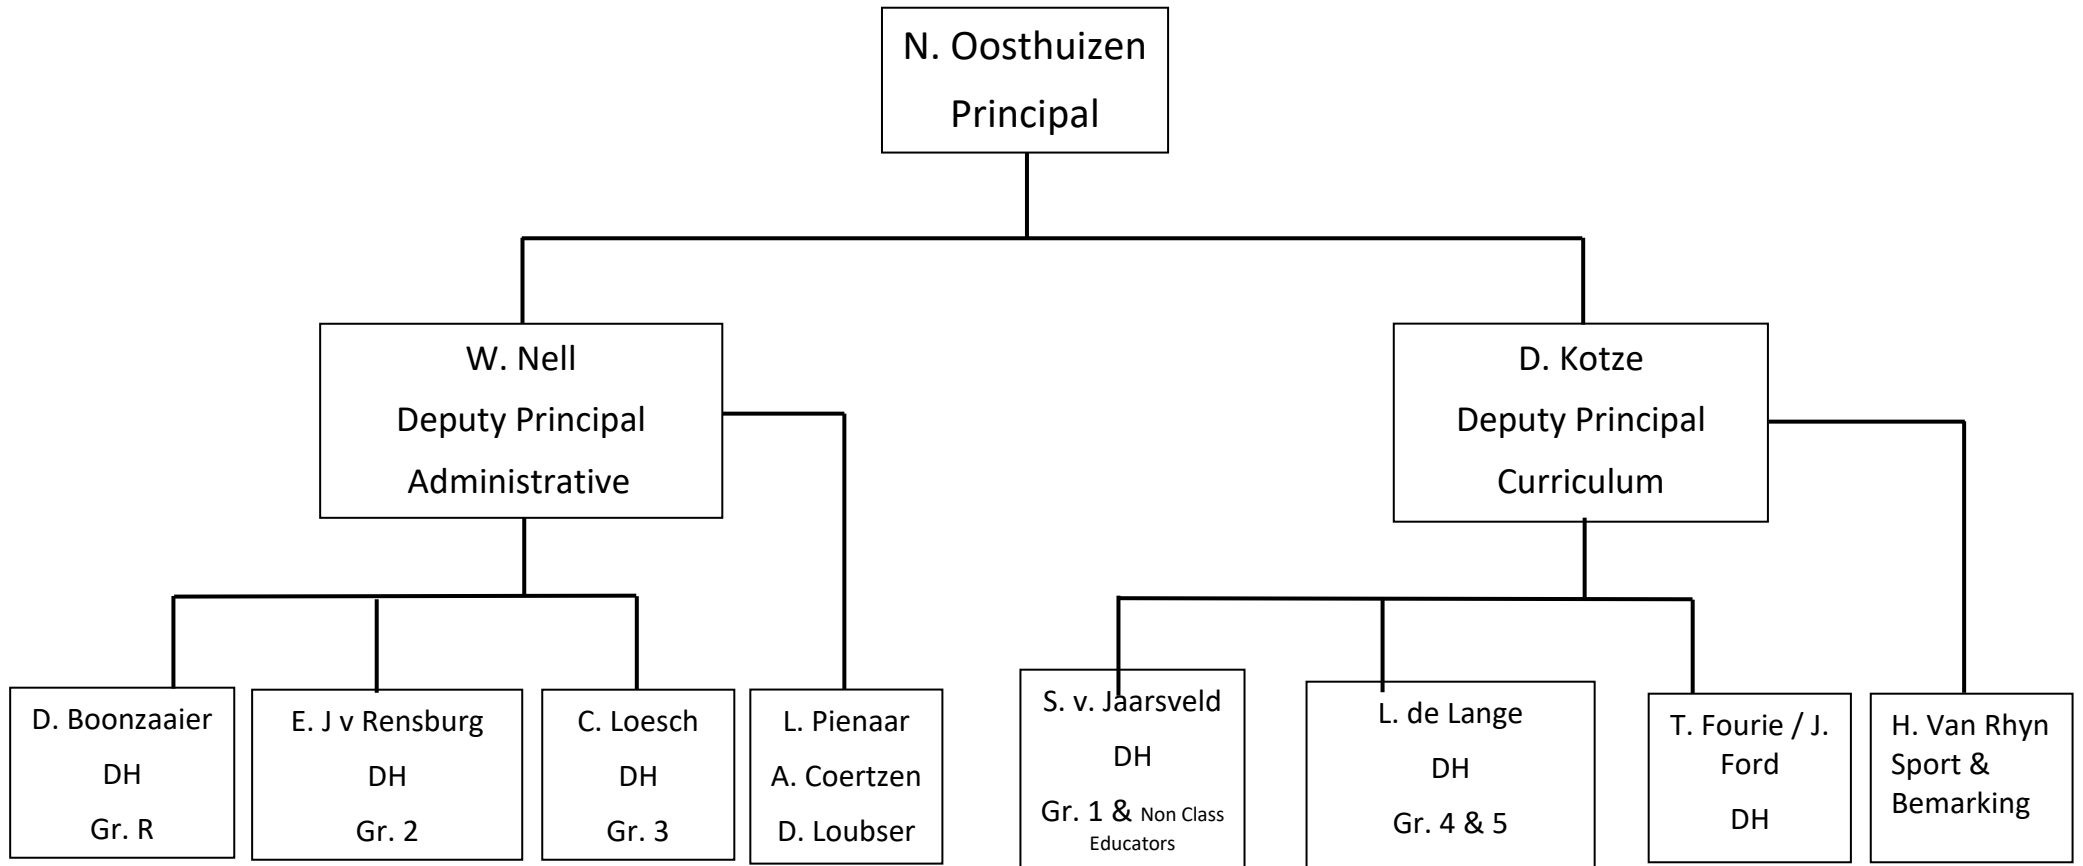 N. Oosthuizen
Principal
W. Nell
Deputy Principal
Administrative
D. Kotze
Deputy Principal
Curriculum
D. Boonzaaier
DH
Gr. R
E. J v Rensburg
DH
Gr. 2
C. Loesch
DH
Gr. 3
L. Pienaar
A. Coertzen
D. Loubser
S. v. Jaarsveld
DH
Gr. 1 & Non Class
Educators
L. de Lange
DH
Gr. 4 & 5
T. Fourie / J.
Ford
DH
H. Van Rhyn
Sport &
Bemarking